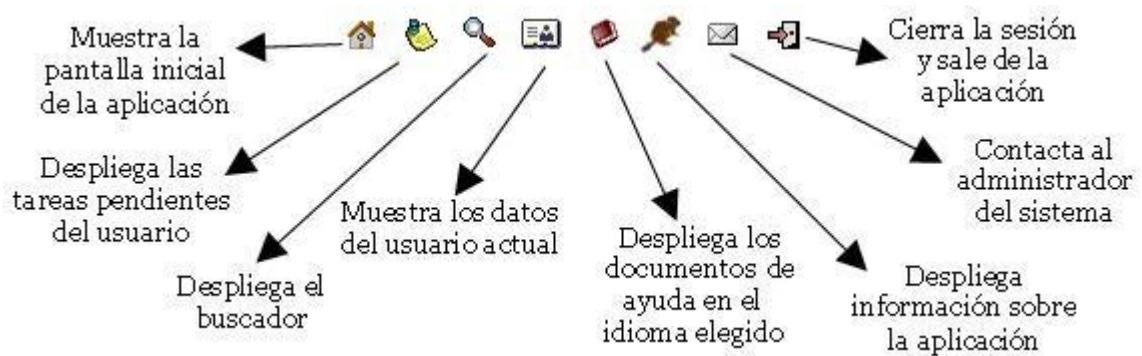 Muestra la
pantalla inicial
de la aplicación
Despliega las
tareas pendientes
del usuario
Despliega el
buscador
Muestra los datos
del usuario actual
Despliega los
documentos de
ayuda en el
idioma elegido
Despliega
información sobre
la aplicación
Contacta al
administrador
del sistema
Cierra la sesión
y sale de la
aplicación